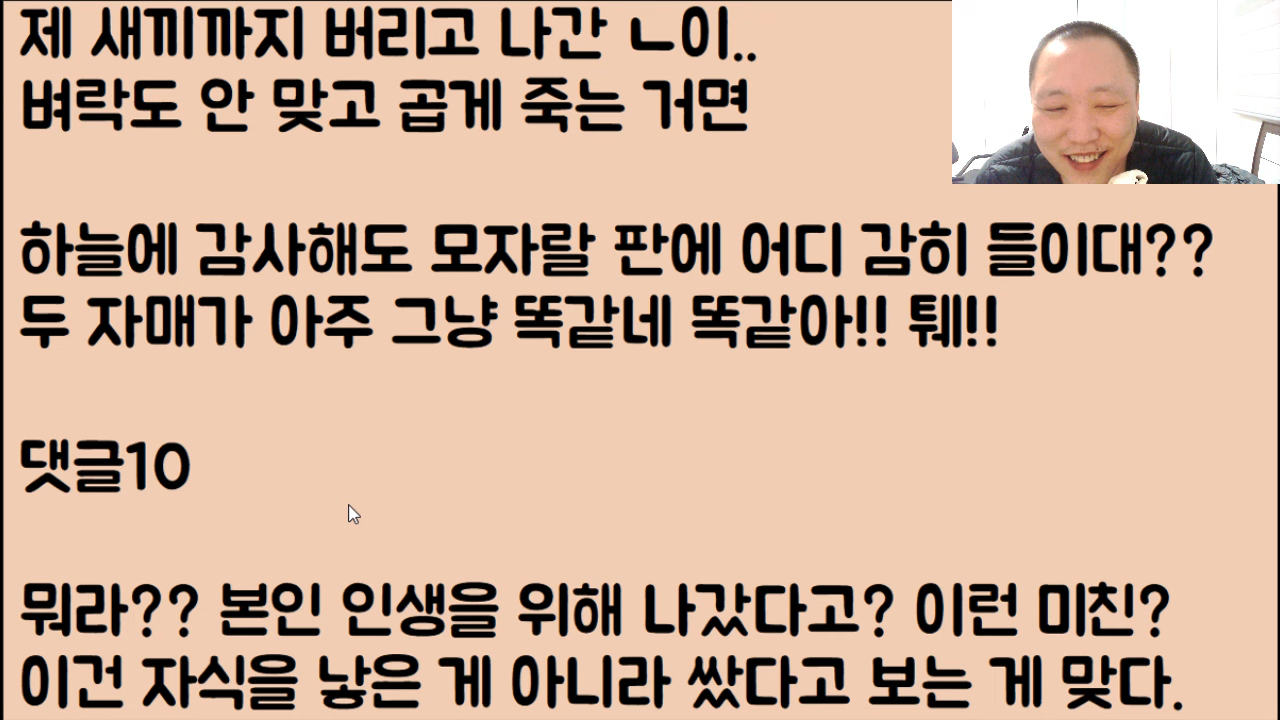 제 새끼까지 버리고 나간 ㄴ이..
벼락도 안 맞고 곱게 죽는 거면
하늘에 감사해도 모자랄 판에 어디 감히 들이대??
두 자매가 아주 그냥 똑같네 똑같아!! 퉤!!
댓글10
뭐라?? 본인 인생을 위해 나갔다고? 이런 미친?
이건 자식을 낳은 게 아니라 쌌다고 보는 게 맞다.